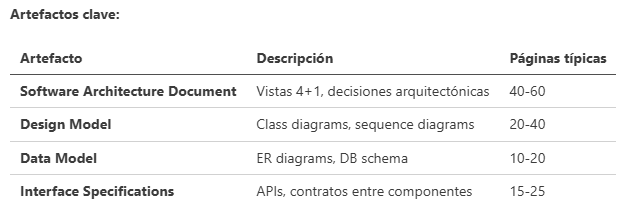 Artefactos clave:
Artefacto Descripción Páginas típicas
Software Architecture Document Vistas 4+1, decisiones arquitectónicas 40-60
Design Model Class diagrams, sequence diagrams 20-40
Data Model ER diagrams, DB schema 10-20
Interface Specifications APIs, contratos entre componentes 15-25